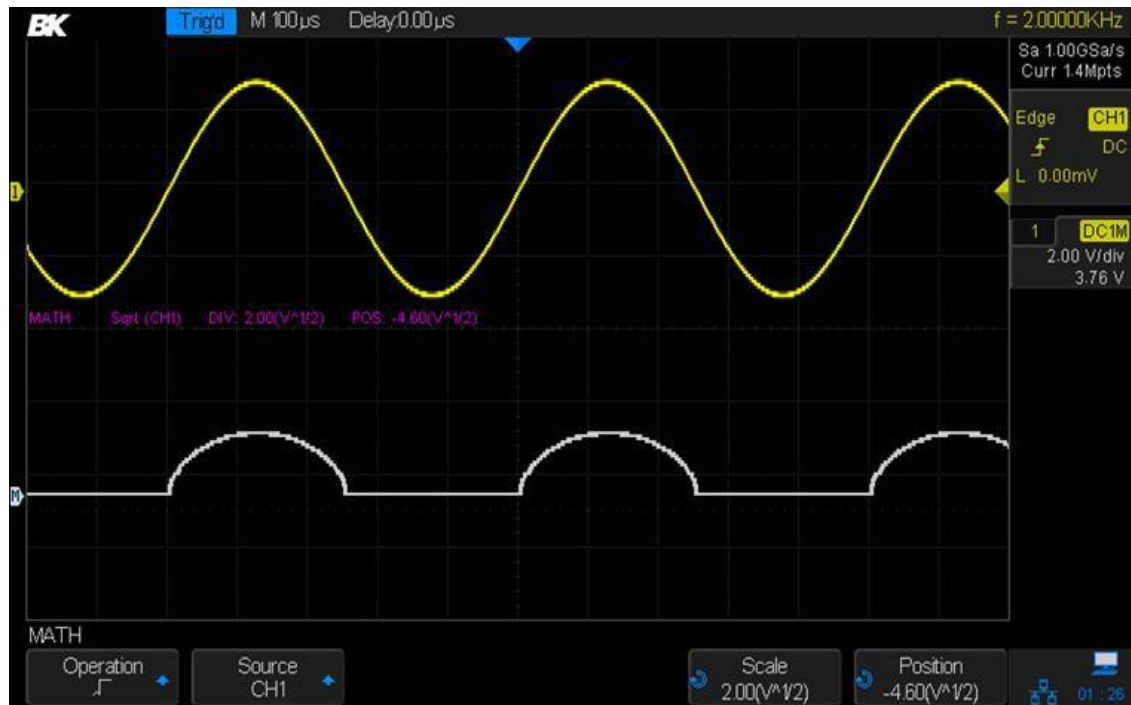 BK Trig'd M 100µs Delay:0.00µs f = 2.00000KHz
Sa 1.00GSa/s
Curr 1.4Mpts
Edge CH1
DC
L 0.00mV
1
1 DC1M
2.00 V/div
3.76 V
MATH Sqrt (CH1) DIV: 2.00(V^1/2) POS: -4.60(V^1/2)
M
MATH
Operation Source Scale Position
CH1 2.00(V^1/2) -4.60(V^1/2) 01:26